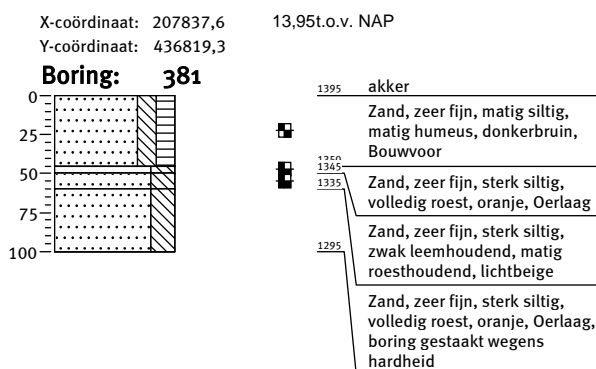 X-coördinaat: 207837,6 13,95t.o.v. NAP
Y-coördinaat: 436819,3
Boring: 381
0
25
50
75
100
1395 akker
Zand, zeer fijn, matig siltig,
matig humeus, donkerbruin,
Bouwvoor
1350
1345
1335
Zand, zeer fijn, sterk siltig,
volledig roest, oranje, Oerlaag
Zand, zeer fijn, sterk siltig,
zwak leemhoudend, matig
roesthoudend, lichtbeige
1295
Zand, zeer fijn, sterk siltig,
volledig roest, oranje, Oerlaag,
boring gestaakt wegens
hardheid